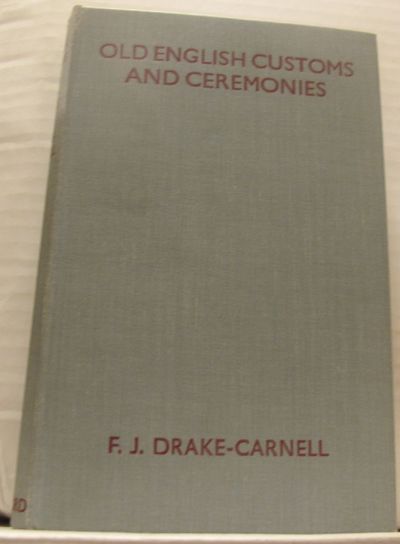 OLD ENGLISH CUSTOMS
AND CEREMONIES
F. J. DRAKE-CARNELL